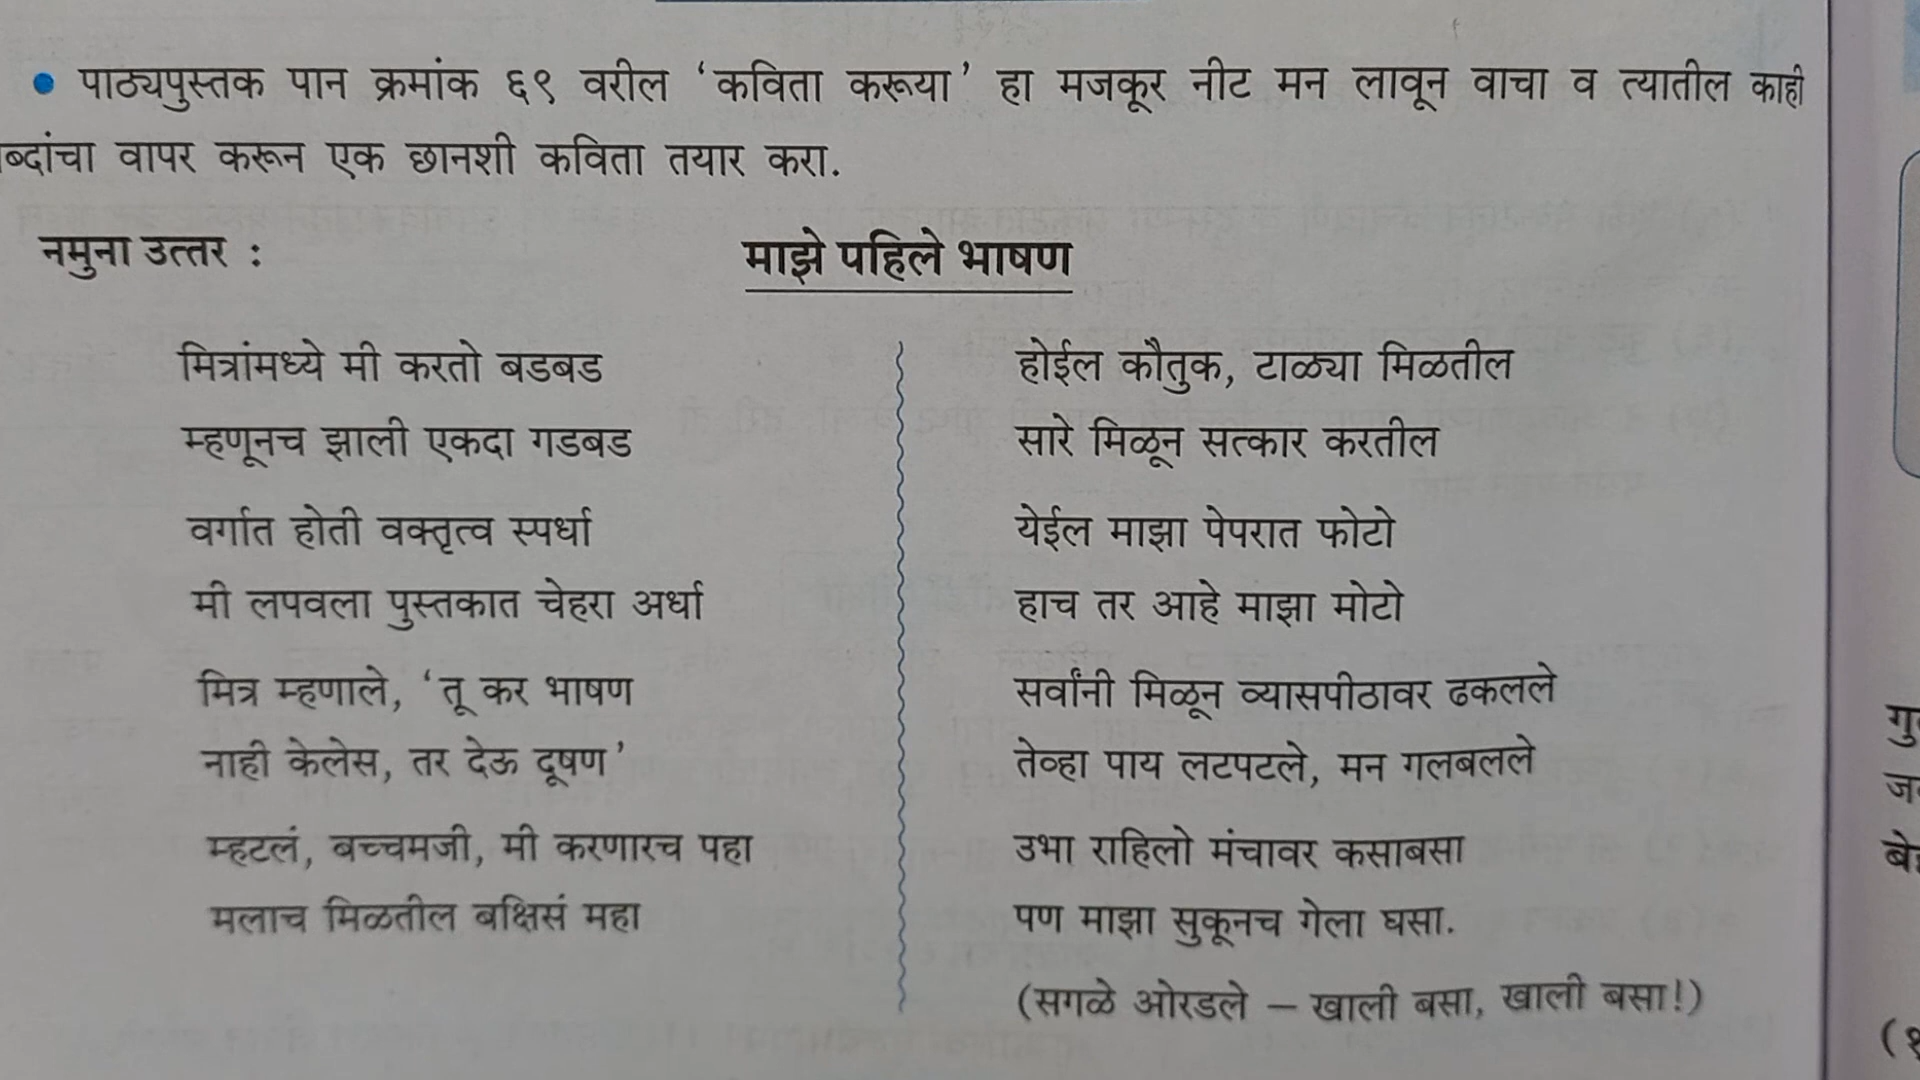 • पाठ्यपुस्तक पान क्रमांक ६९ वरील ‘कविता करूया’ हा मजकूर नीट मन लावून वाचा व त्यातील काही
ब्दांचा वापर करून एक छानशी कविता तयार करा.
नमुना उत्तर :
माझे पहिले भाषण
मित्रांमध्ये मी करतो बडबड
म्हणूनच झाली एकदा गडबड
वर्गात होती वक्तृत्व स्पर्धा
मी लपवला पुस्तकात चेहरा अर्धा
मित्र म्हणाले, ‘तू कर भाषण
नाही केलेस, तर देऊ दूषण’
म्हटलं, बच्चमजी, मी करणारच पहा
मलाच मिळतील बक्षिसं महा
होईल कौतुक, टाळ्या मिळतील
सारे मिळून सत्कार करतील
येईल माझा पेपरात फोटो
हाच तर आहे माझा मोटो
सर्वांनी मिळून व्यासपीठावर ढकलले
तेव्हा पाय लटपटले, मन गलबलले
उभा राहिलो मंचावर कसाबसा
पण माझा सुकूनच गेला घसा.
(सगळे ओरडले – खाली बसा, खाली बसा!)